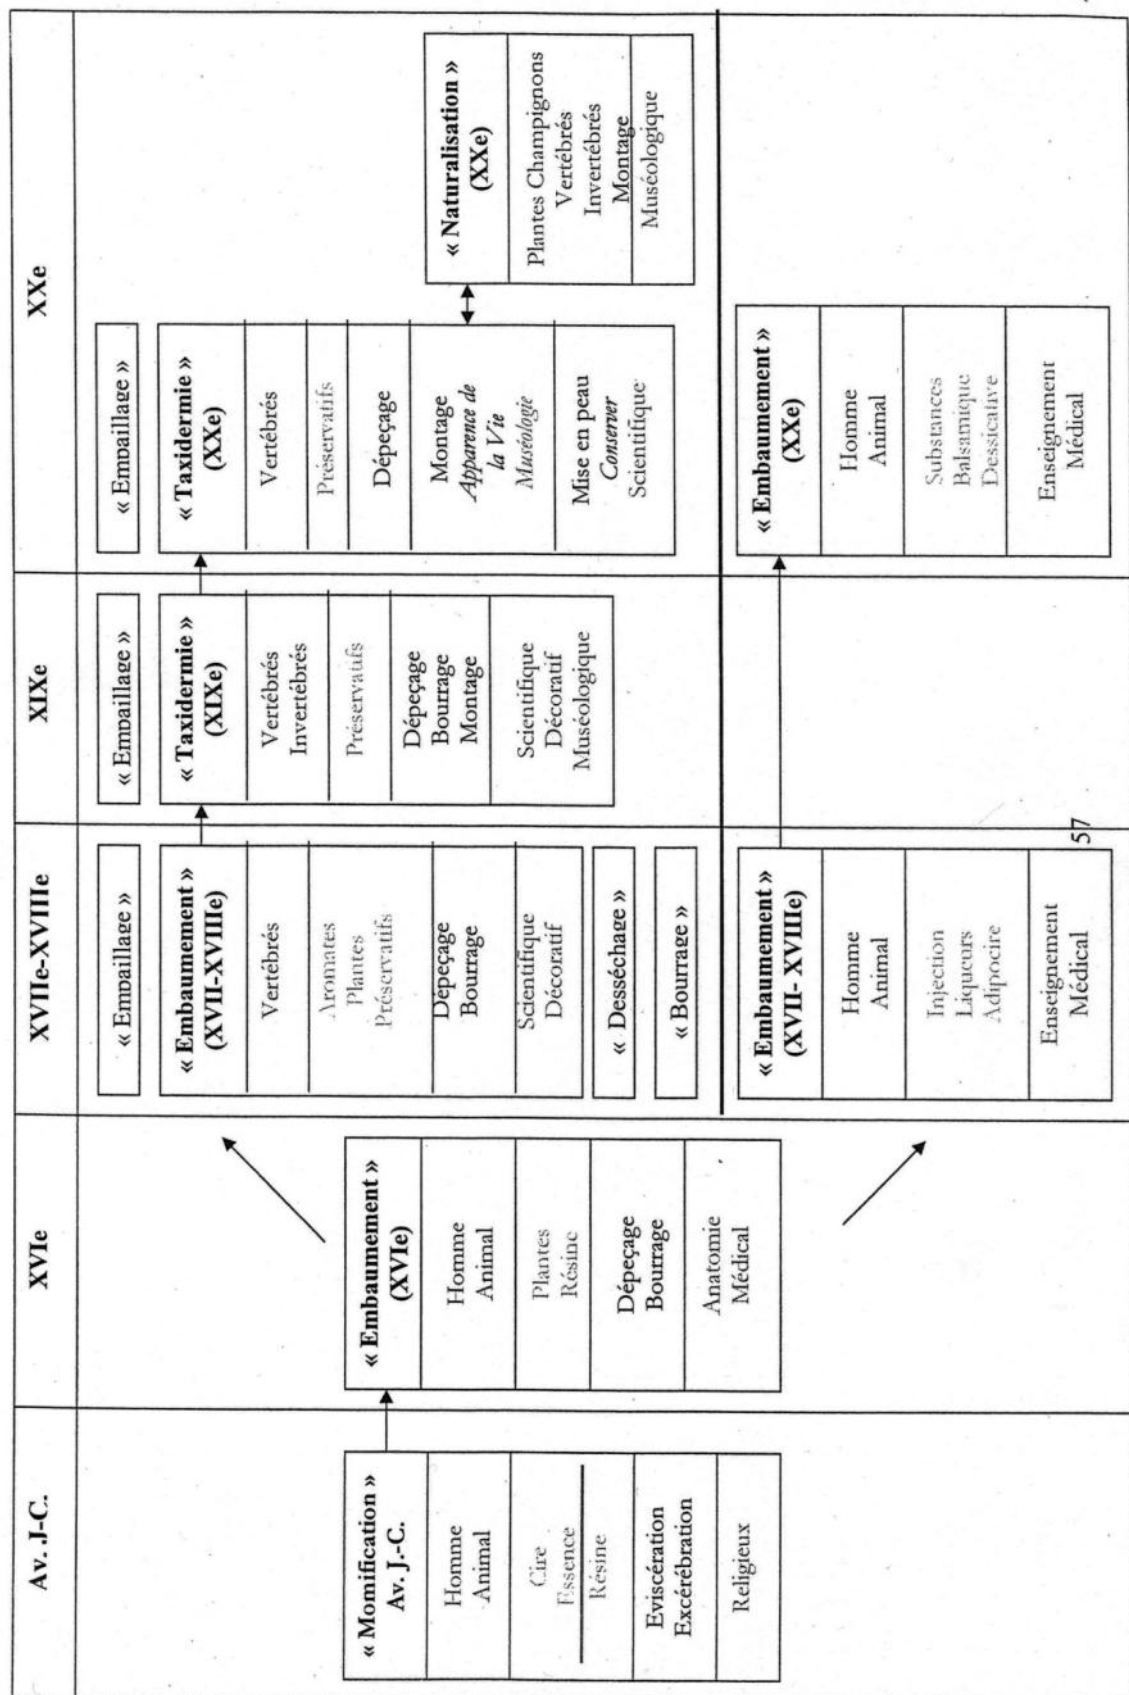 Av. J-C.
XVIe
XVIIe-XVIIIe
XIXe
XXe
« Momification »
Av. J.-C.
Homme
Animal
Cire
Essence
Résine
Eviscération
Excérébration
Religieux
« Embaumement »
(XVIe)
Homme
Animal
Plantes
Résine
Dépeçage
Bourrage
Anatomie
Médical
« Empaillage »
« Embaumement »
(XVII-XVIIIe)
Vertébrés
Aromates
Plantes
Préservatifs
Dépeçage
Bourrage
Scientifique
Décoratif
« Desséchage »
« Bourrage »
« Embaumement »
(XVII- XVIIIe)
Homme
Animal
Injection
Liqueurs
Adipocire
Enseignement
Médical
« Empaillage »
« Taxidermie »
(XIXe)
Vertébrés
Invertébrés
Préservatifs
Dépeçage
Bourrage
Montage
Scientifique
Décoratif
Muséologique
« Empaillage »
« Taxidermie »
(XXe)
Vertébrés
Préservatifs
Dépeçage
Montage
Apparence de
la Vie
Muséologie
Mise en peau
Conserver
Scientifique
« Naturalisation »
(XXe)
Plantes Champignons
Vertébrés
Invertébrés
Montage
Muséologique
« Embaumement »
(XXe)
Homme
Animal
Substances
Balsamique
Dessicative
Enseignement
Médical
57